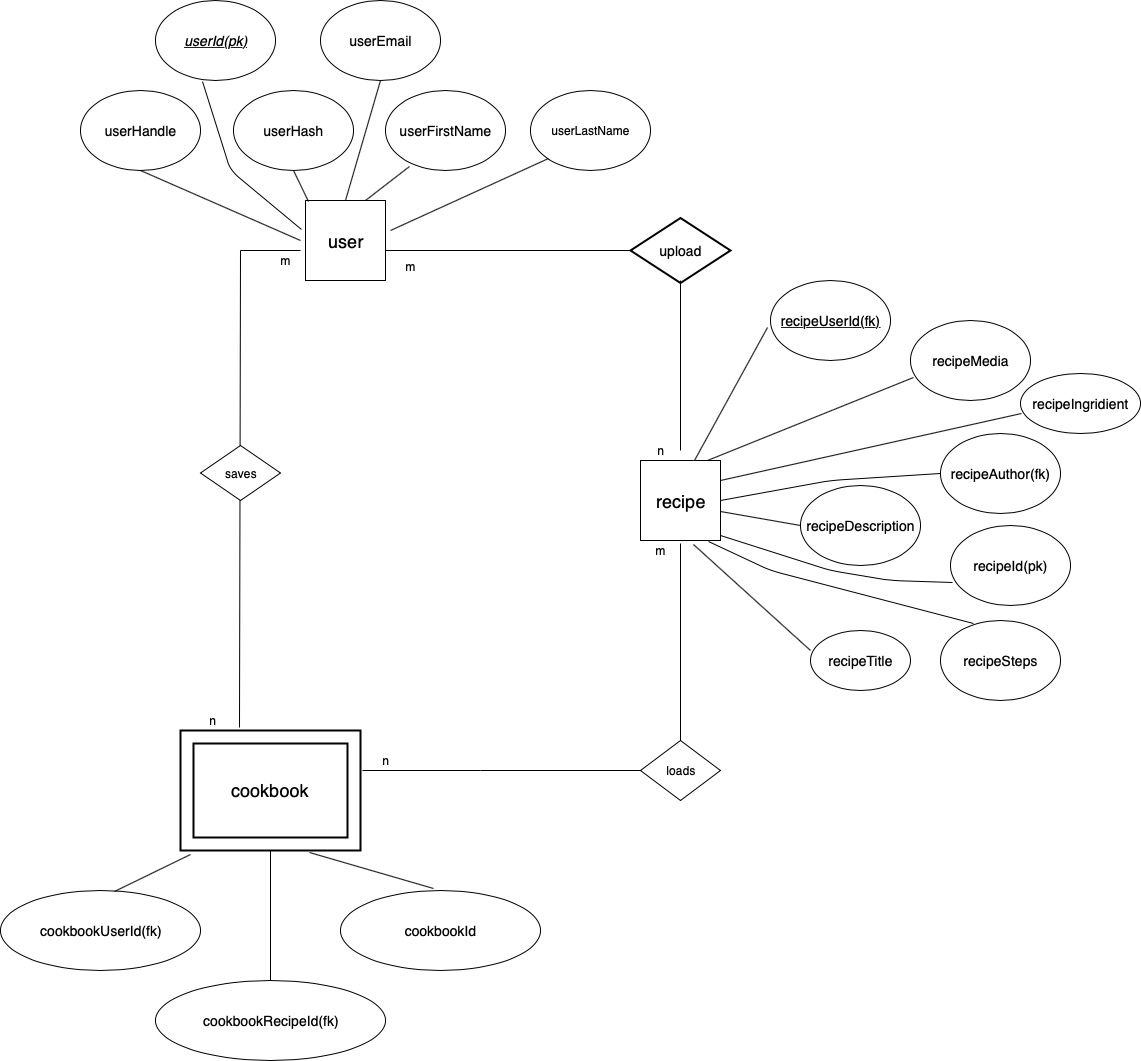 userId(pk)
userEmail
userHandle
userHash
userFirstName
userLastName
user
m
m
upload
recipeUserId(fk)
recipeMedia
recipeIngridient
n
recipeAuthor(fk)
saves
recipe
recipeDescription
m
recipeId(pk)
recipeTitle
recipeSteps
n
n
loads
cookbook
cookbookUserId(fk)
cookbookId
cookbookRecipeId(fk)